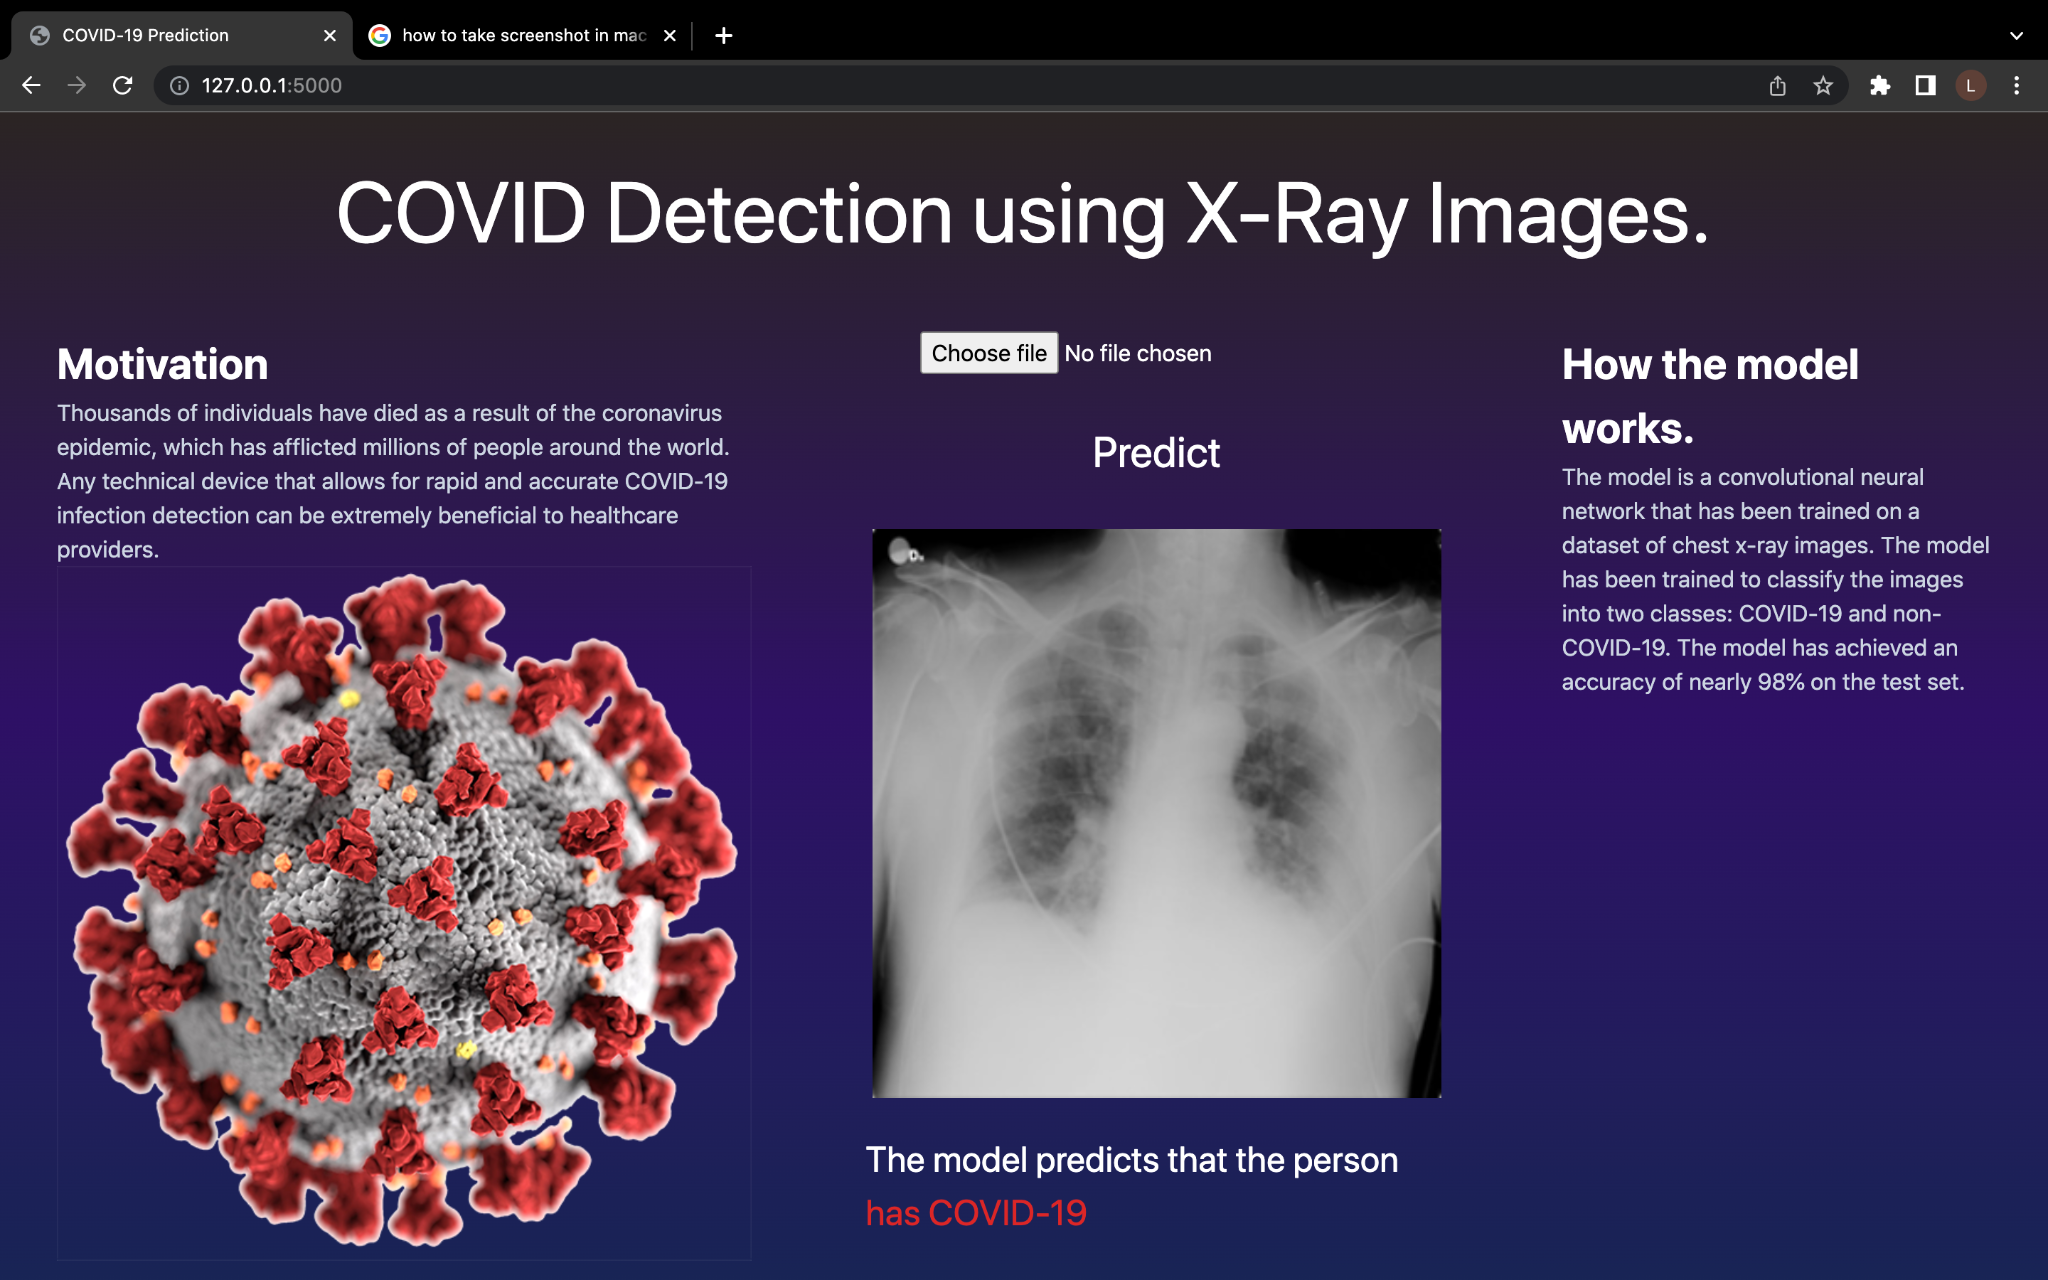 COVID-19 Prediction
how to take screenshot in mac
127.0.0.1:5000
L
COVID Detection using X-Ray Images.
Motivation
Thousands of individuals have died as a result of the coronavirus
epidemic, which has afflicted millions of people around the world.
Any technical device that allows for rapid and accurate COVID-19
infection detection can be extremely beneficial to healthcare
providers.
Choose file No file chosen
Predict
The model predicts that the person
has COVID-19
How the model
works.
The model is a convolutional neural
network that has been trained on a
dataset of chest x-ray images. The model
has been trained to classify the images
into two classes: COVID-19 and non-
COVID-19. The model has achieved an
accuracy of nearly 98% on the test set.